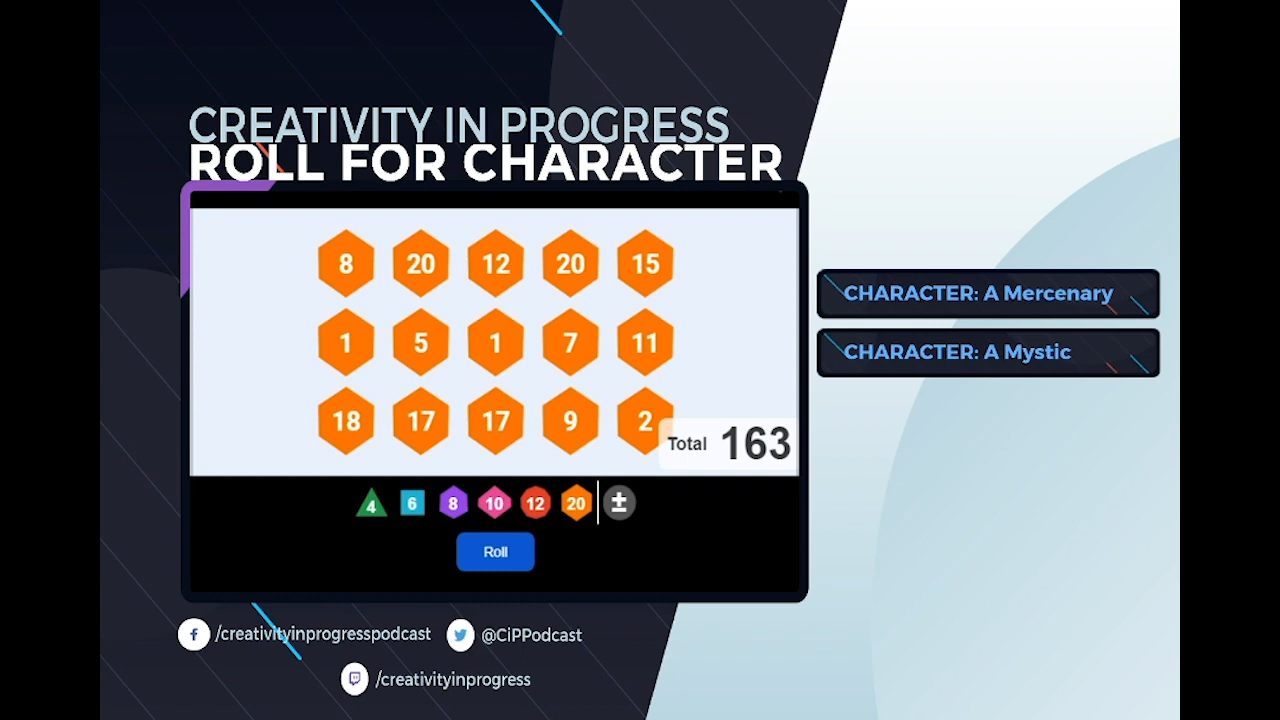 CREATIVITY IN PROGRESS
ROLL FOR CHARACTER
8 20 12 20 15
1 5 1 7 11
18 17 17 9 2
Total 163
4 6 8 10 12 20 ±
Roll
CHARACTER: A Mercenary
CHARACTER: A Mystic
/creativityinprogresspodcast @CiPPodcast
/creativityinprogress